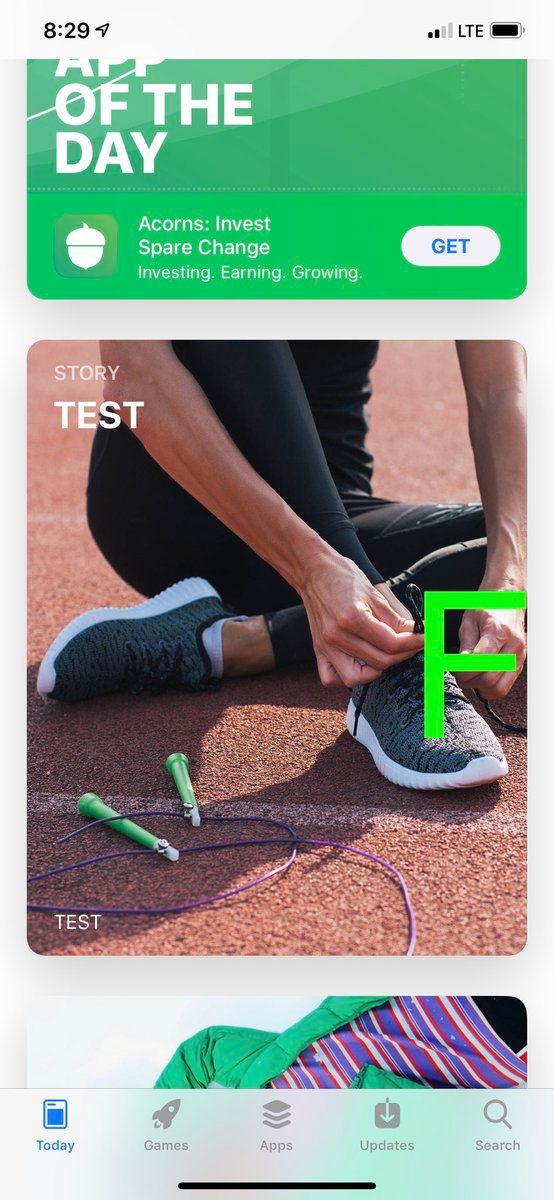 8:29
LTE
APP
OF THE
DAY
Acorns: Invest
Spare Change
Investing. Earning. Growing.
GET
STORY
TEST
F
TEST
Today
Games
Apps
Updates
Search